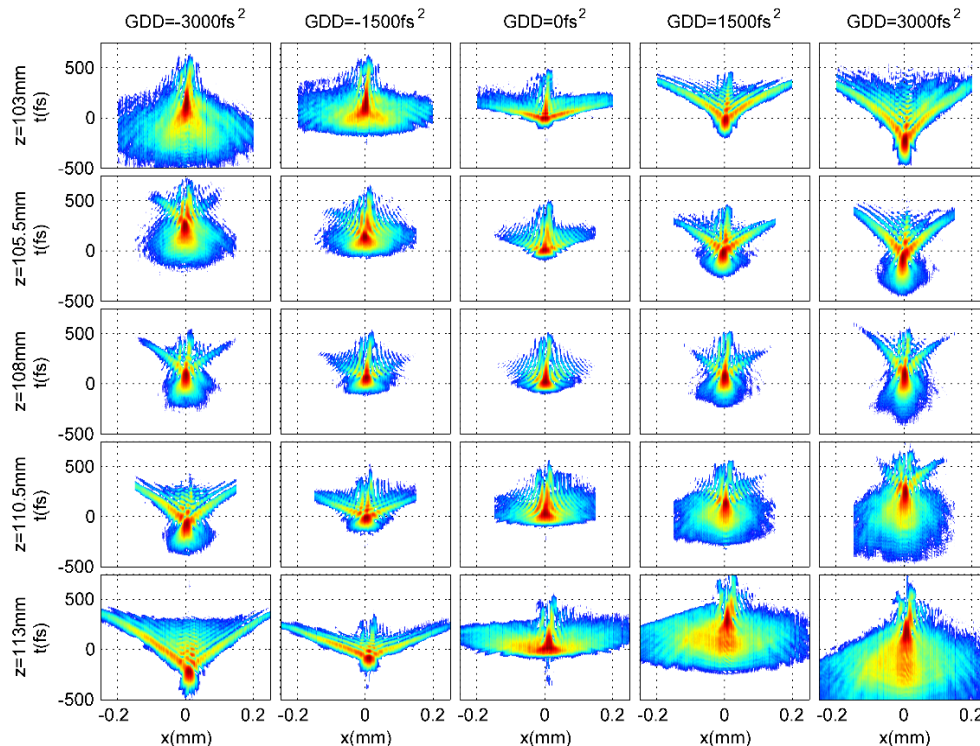 GDD=-3000fs²
GDD=-1500fs²
GDD=0fs²
GDD=1500fs²
GDD=3000fs²
z=103mm
t(fs)
500
0
-500
z=105.5mm
t(fs)
500
0
-500
z=108mm
t(fs)
500
0
-500
z=110.5mm
t(fs)
500
0
-500
z=113mm
t(fs)
500
0
-500
-0.2 0 0.2
-0.2 0 0.2
-0.2 0 0.2
-0.2 0 0.2
-0.2 0 0.2
x(mm)
x(mm)
x(mm)
x(mm)
x(mm)